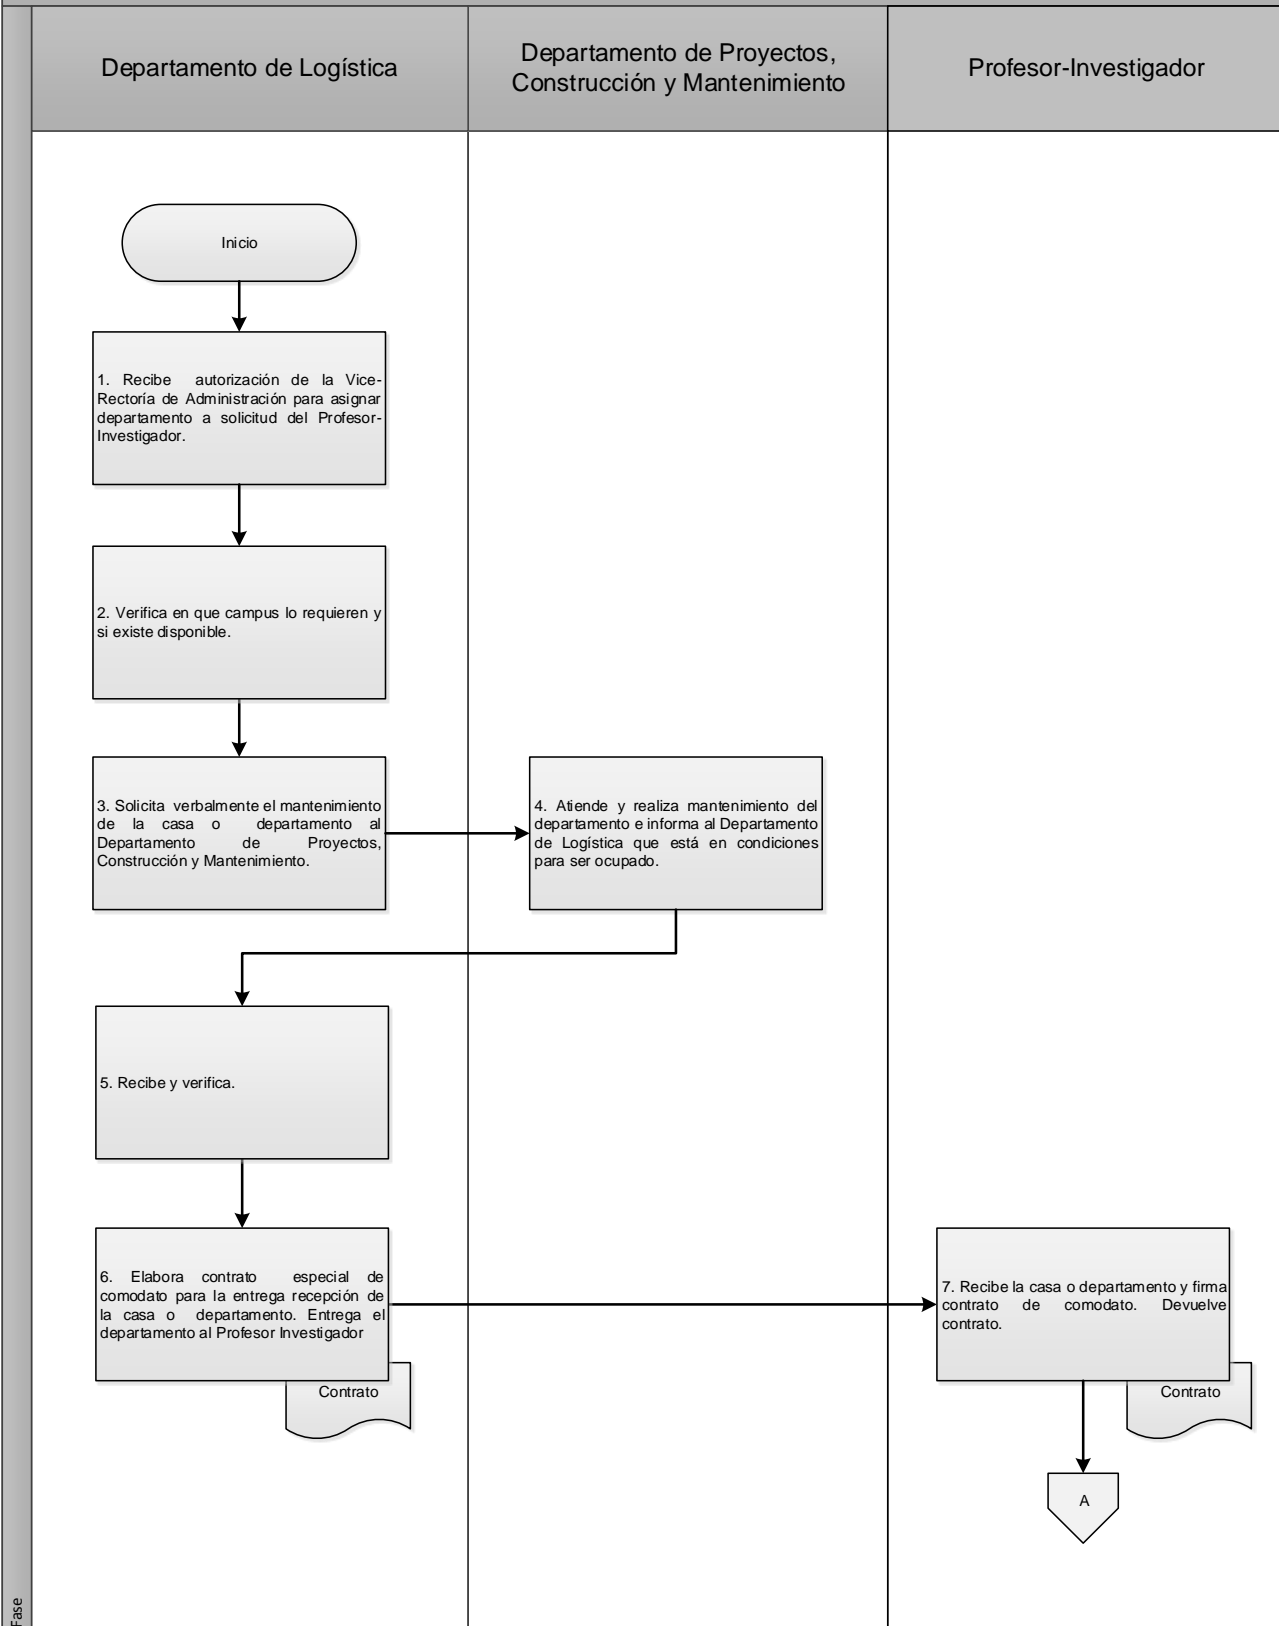 Departamento de Logística
Departamento de Proyectos,
Construcción y Mantenimiento
Profesor-Investigador
Inicio
1. Recibe autorización de la Vice-
Rectoría de Administración para asignar
departamento a solicitud del Profesor-
Investigador.
2. Verifica en que campus lo requieren y
si existe disponible.
3. Solicita verbalmente el mantenimiento
de la casa o departamento al
Departamento de Proyectos,
Construcción y Mantenimiento.
4. Atiende y realiza mantenimiento del
departamento e informa al Departamento
de Logística que está en condiciones
para ser ocupado.
5. Recibe y verifica.
6. Elabora contrato especial de
comodato para la entrega recepción de
la casa o departamento. Entrega el
departamento al Profesor Investigador
Contrato
7. Recibe la casa o departamento y firma
contrato de comodato. Devuelve
contrato.
Contrato
A
Fase